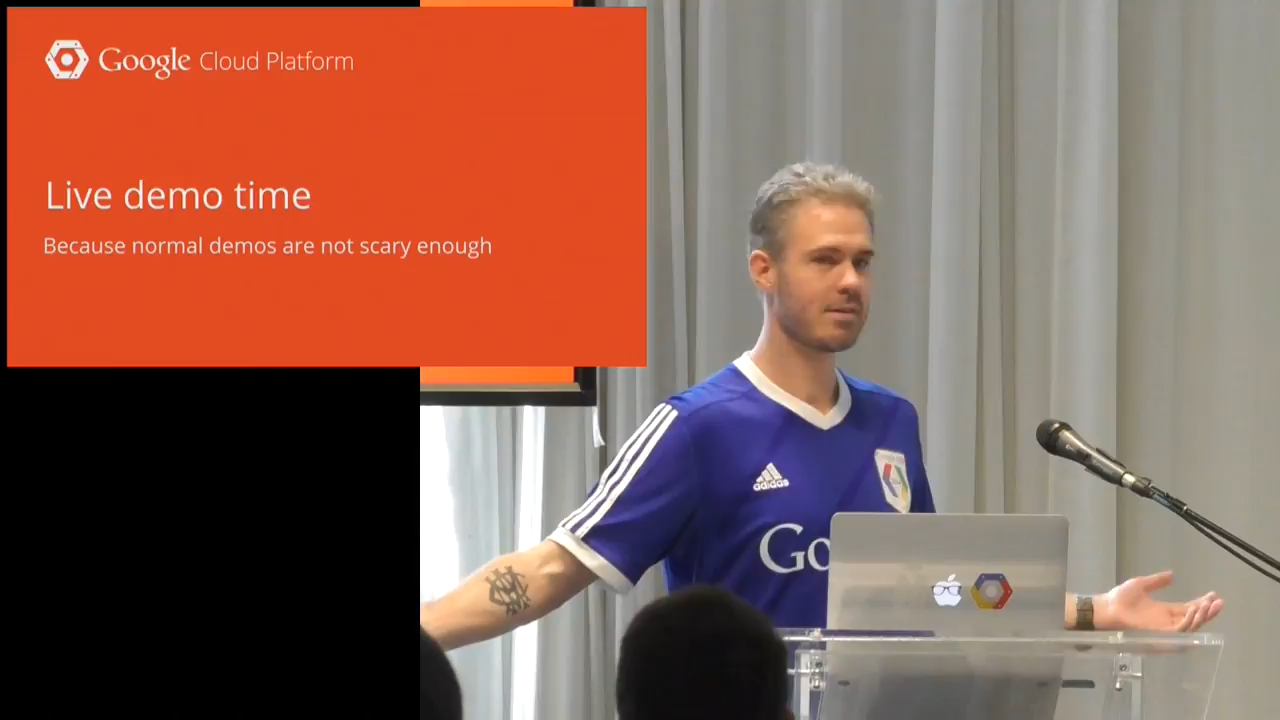 Google Cloud Platform
Live demo time
Because normal demos are not scary enough
adidas
Go